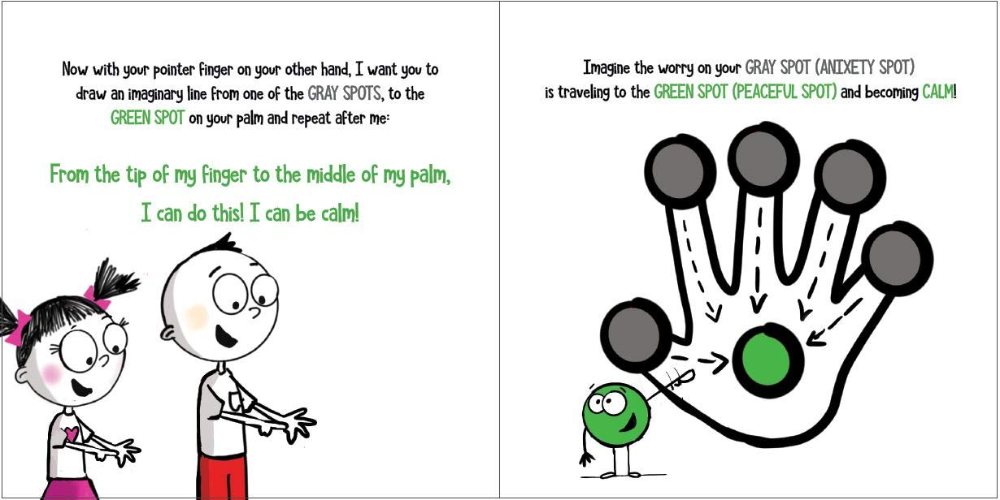 Now with your pointer finger on your other hand, I want you to
draw an imaginary line from one of the GRAY SPOTS, to the
GREEN SPOT on your palm and repeat after me:
From the tip of my finger to the middle of my palm,
I can do this! I can be calm!
Imagine the worry on your GRAY SPOT (ANIXETY SPOT)
is traveling to the GREEN SPOT (PEACEFUL SPOT) and becoming CALM!